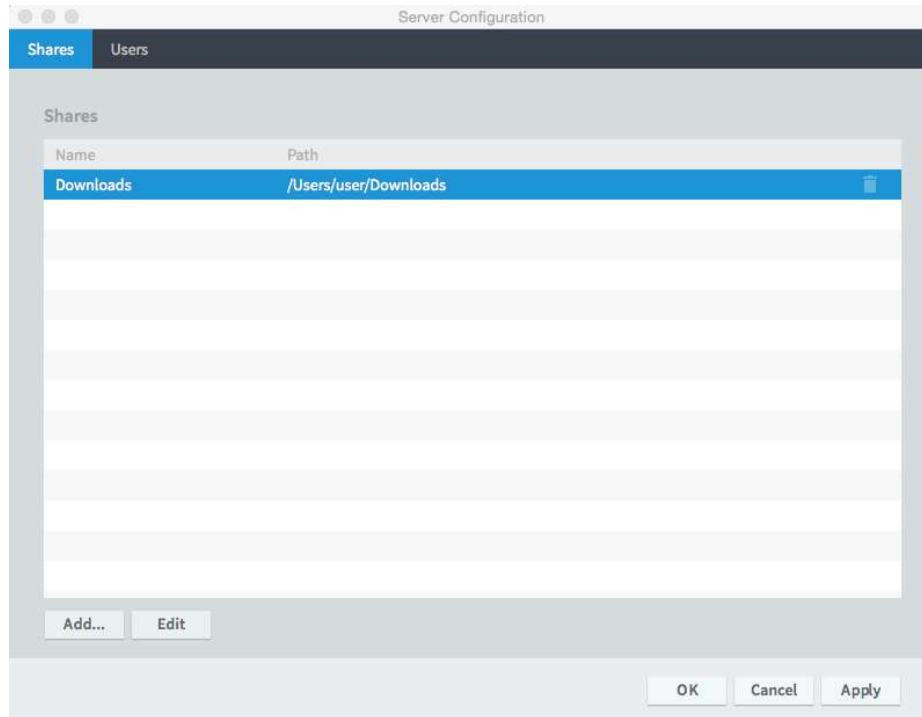 Server Configuration
Shares Users
Shares
Name Path
Downloads /Users/user/Downloads
Add... Edit
OK Cancel Apply